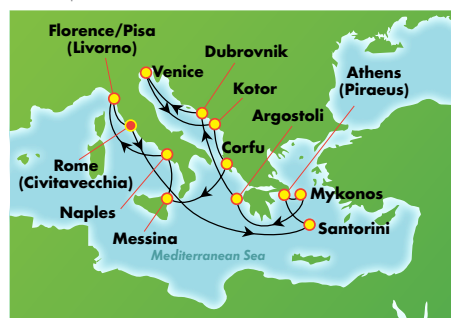 Florence/Pisa
(Livorno)
Dubrovnik
Venice
Kotor
Athens
(Piraeus)
Argostoli
Corfu
Rome
(Civitavecchia)
Mykonos
Naples
Santorini
Messina
Mediterranean Sea